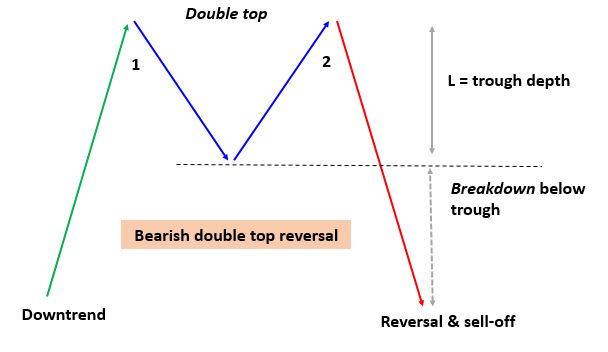 Double top
1
2
L = trough depth
Breakdown below
trough
Bearish double top reversal
Downtrend
Reversal & sell-off